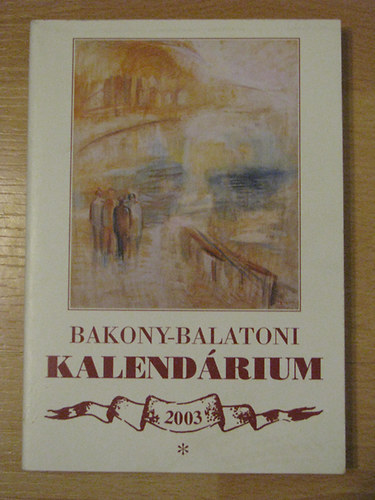 BAKONY-BALATONI
KALENDÁRIUM
2003
*